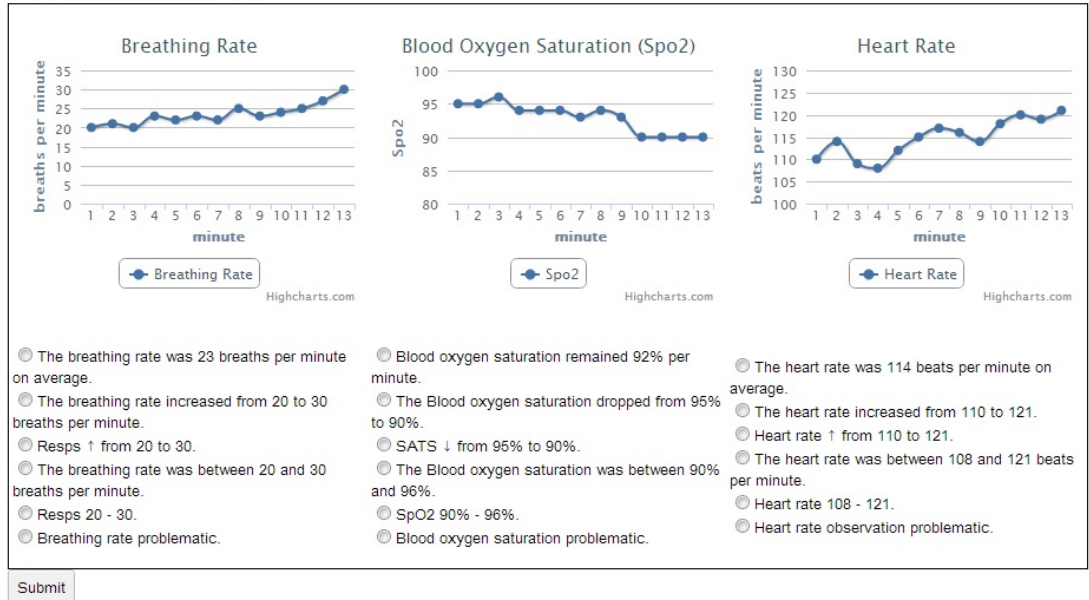 Breathing Rate
35
30
25
20
15
10
5
0
breaths per minute
1 2 3 4 5 6 7 8 9 10 11 12 13
minute
Breathing Rate
Highcharts.com
Blood Oxygen Saturation (Spo2)
100
95
90
85
80
Spo2
1 2 3 4 5 6 7 8 9 10 11 12 13
minute
Spo2
Highcharts.com
Heart Rate
130
125
120
115
110
105
100
beats per minute
1 2 3 4 5 6 7 8 9 10 11 12 13
minute
Heart Rate
Highcharts.com
The breathing rate was 23 breaths per minute
on average.
The breathing rate increased from 20 to 30
breaths per minute.
Resps ↑ from 20 to 30.
The breathing rate was between 20 and 30
breaths per minute.
Resps 20 - 30.
Breathing rate problematic.
Blood oxygen saturation remained 92% per
minute.
The Blood oxygen saturation dropped from 95%
to 90%.
SATS ↓ from 95% to 90%.
The Blood oxygen saturation was between 90%
and 96%.
SpO2 90% - 96%.
Blood oxygen saturation problematic.
The heart rate was 114 beats per minute on
average.
The heart rate increased from 110 to 121.
Heart rate ↑ from 110 to 121.
The heart rate was between 108 and 121 beats
per minute.
Heart rate 108 - 121.
Heart rate observation problematic.
Submit